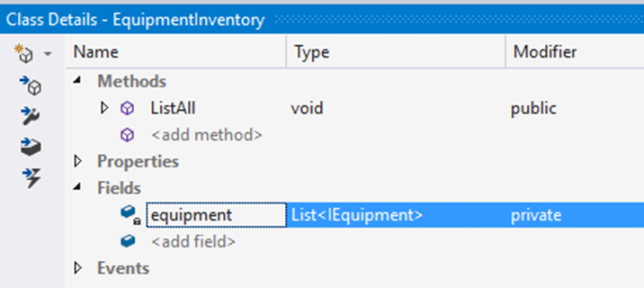 Class Details - EquipmentInventory
Name Type Modifier
Methods
ListAll void public
<add method>
Properties
Fields
equipment List<IEquipment> private
<add field>
Events